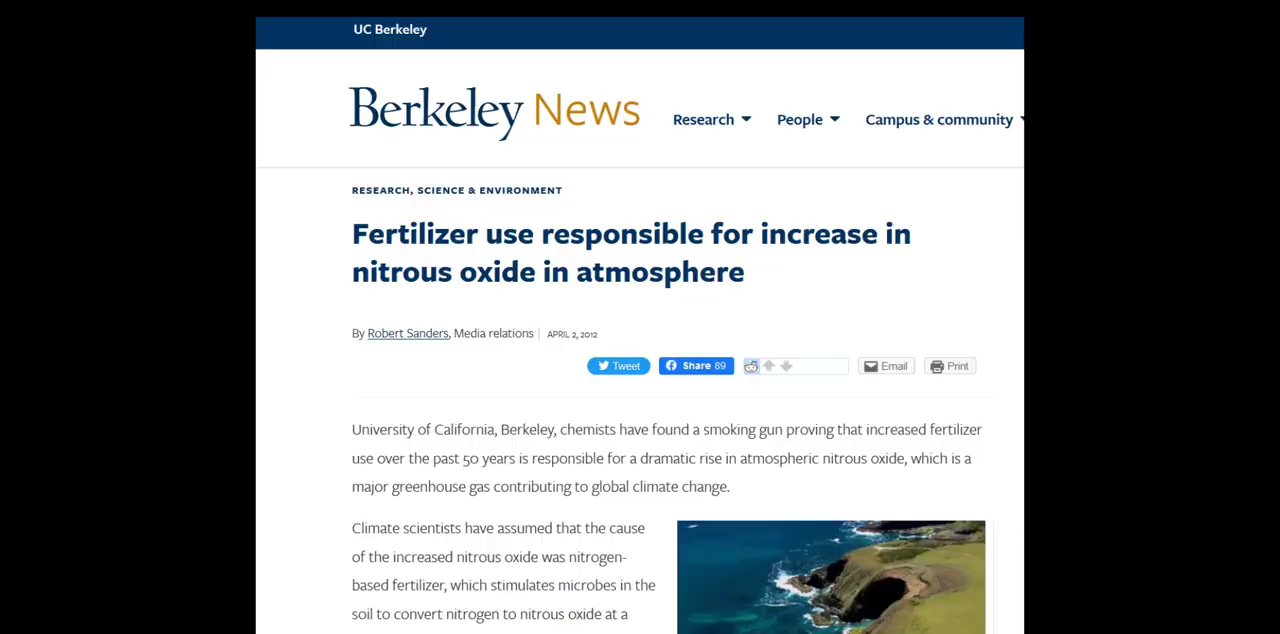 UC Berkeley
Berkeley News
Research People Campus & community
RESEARCH, SCIENCE & ENVIRONMENT
Fertilizer use responsible for increase in
nitrous oxide in atmosphere
By Robert Sanders, Media relations | APRIL 2, 2012
Tweet Share 89 Email Print
University of California, Berkeley, chemists have found a smoking gun proving that increased fertilizer
use over the past 50 years is responsible for a dramatic rise in atmospheric nitrous oxide, which is a
major greenhouse gas contributing to global climate change.
Climate scientists have assumed that the cause
of the increased nitrous oxide was nitrogen-
based fertilizer, which stimulates microbes in the
soil to convert nitrogen to nitrous oxide at a